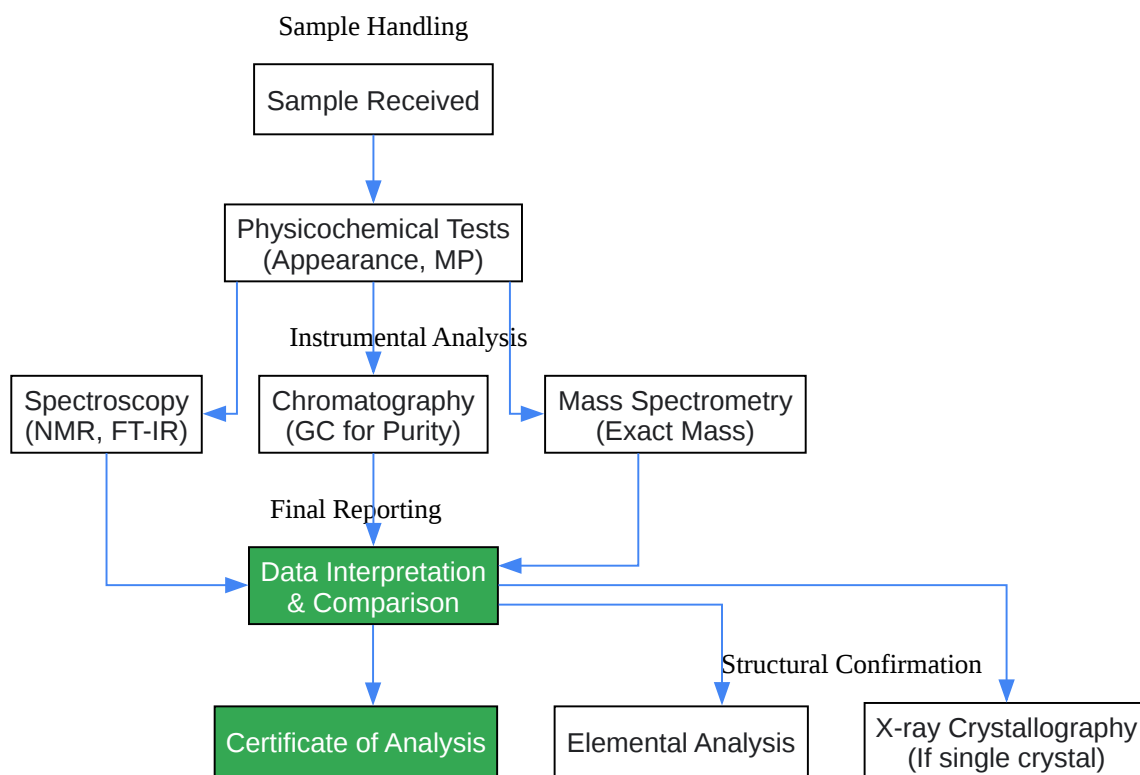 Sample Handling
Sample Received
Physicochemical Tests
(Appearance, MP)
Instrumental Analysis
Spectroscopy
(NMR, FT-IR)
Chromatography
(GC for Purity)
Mass Spectrometry
(Exact Mass)
Final Reporting
Data Interpretation
& Comparison
Structural Confirmation
Certificate of Analysis
Elemental Analysis
X-ray Crystallography
(If single crystal)